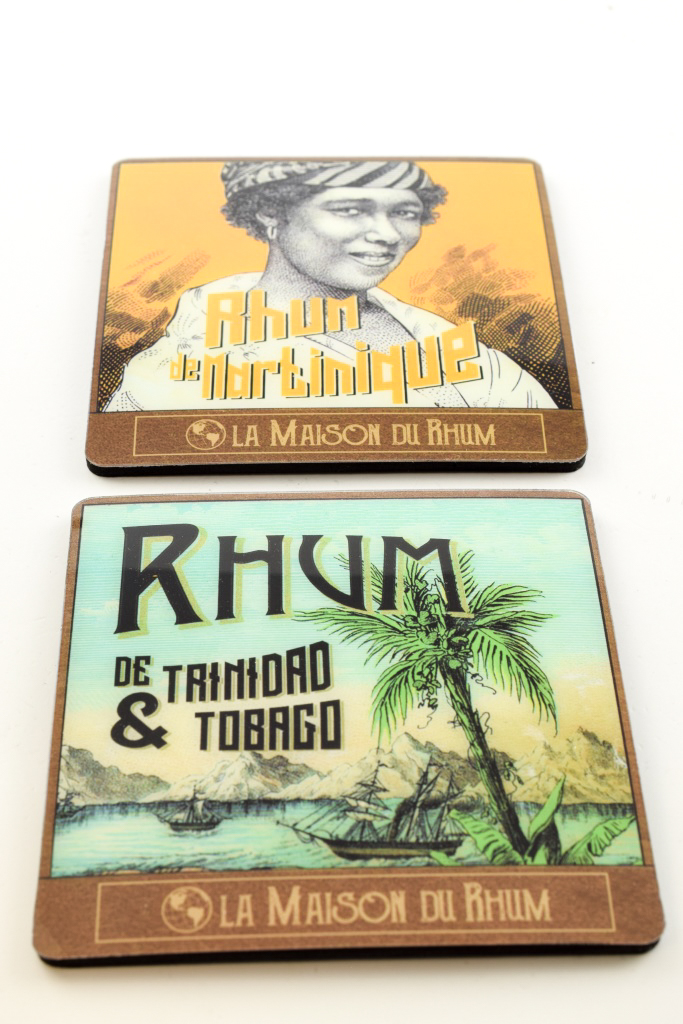 Rhum
de Martinique
LA MAISON DU RHUM
RHUM
DE TRINIDAD
& TOBAGO
LA MAISON DU RHUM